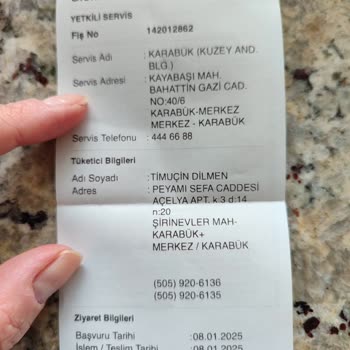 YETKİLİ SERVİS
Fiş No 142012862
Servis Adı : KARABÜK (KUZEY AND.
BLG.)
Servis Adresi : KAYABAŞI MAH.
BAHATTİN GAZİ CAD.
NO:40/6
KARABÜK-MERKEZ
MERKEZ - KARABÜK
Servis Telefonu : 444 66 88
Tüketici Bilgileri
Adı Soyadı :TİMUÇİN DİLMEN
Adres : PEYAMI SEFA CADDESİ
AÇELYA APT. k:3 d:14
n:20
ŞİRİNEVLER MAH-
KARABÜK+
MERKEZ / KARABÜK
(505) 920-6136
(505) 920-6135
Ziyaret Bilgileri
Başvuru Tarihi :08.01.2025
İşlem / Teslim Tarihi :08.01.2025